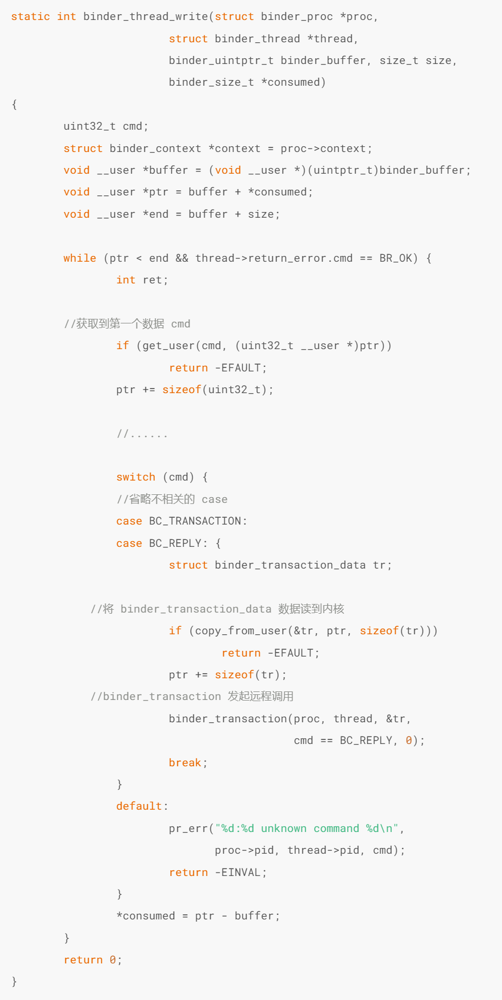 static int binder_thread_write(struct binder_proc *proc,
struct binder_thread *thread,
binder_uintptr_t binder_buffer, size_t size,
binder_size_t *consumed)
{
uint32_t cmd;
struct binder_context *context = proc->context;
void __user *buffer = (void __user *)(uintptr_t)binder_buffer;
void __user *ptr = buffer + *consumed;
void __user *end = buffer + size;
while (ptr < end && thread->return_error.cmd == BR_OK) {
int ret;
//获取到第一个数据 cmd
if (get_user(cmd, (uint32_t __user *)ptr))
return -EFAULT;
ptr += sizeof(uint32_t);
//......
switch (cmd) {
//省略不相关的 case
case BC_TRANSACTION:
case BC_REPLY: {
struct binder_transaction_data tr;
//将 binder_transaction_data 数据读到内核
if (copy_from_user(&tr, ptr, sizeof(tr)))
return -EFAULT;
ptr += sizeof(tr);
//binder_transaction 发起远程调用
binder_transaction(proc, thread, &tr,
cmd == BC_REPLY, 0);
break;
}
default:
pr_err("%d:%d unknown command %d\n",
proc->pid, thread->pid, cmd);
return -EINVAL;
}
*consumed = ptr - buffer;
}
return 0;
}